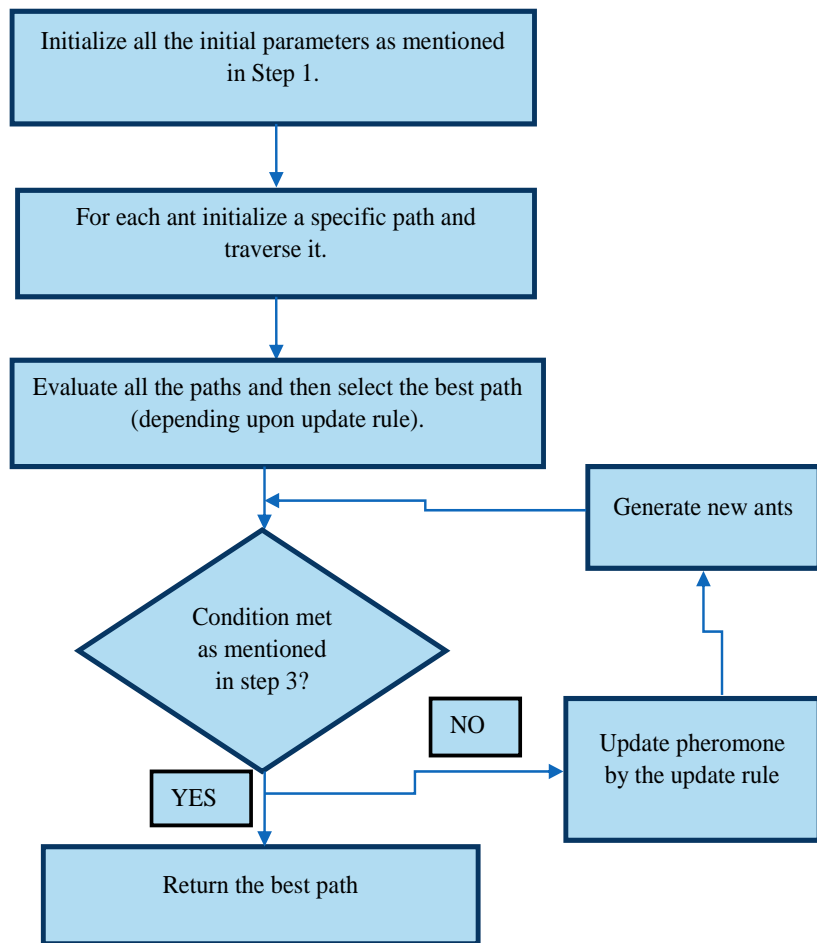 Initialize all the initial parameters as mentioned
in Step 1.
For each ant initialize a specific path and
traverse it.
Evaluate all the paths and then select the best path
(depending upon update rule).
Generate new ants
Condition met
as mentioned
in step 3?
NO
Update pheromone
by the update rule
YES
Return the best path